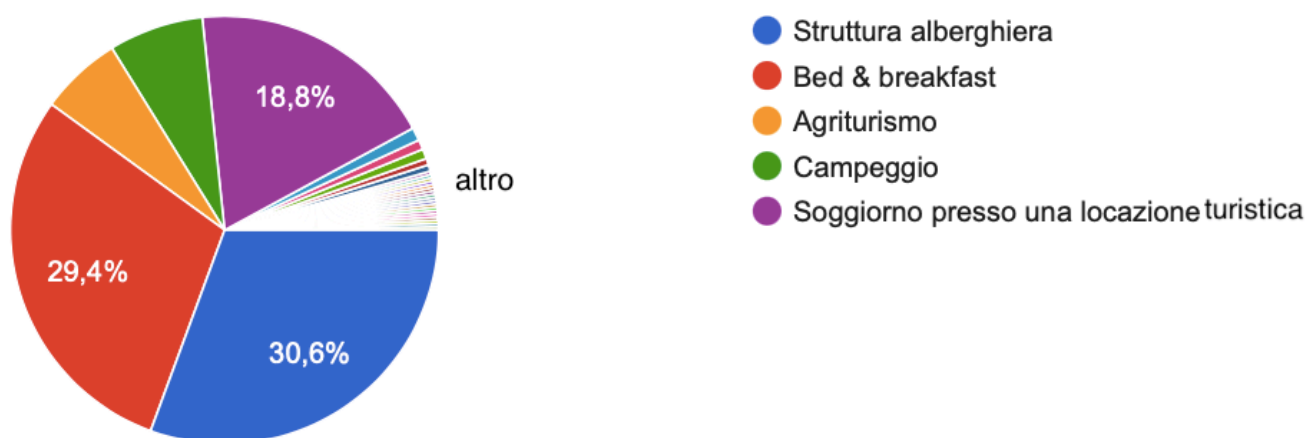 18,8%
altro
29,4%
30,6%
Struttura alberghiera
Bed & breakfast
Agriturismo
Campeggio
Soggiorno presso una locazione turistica